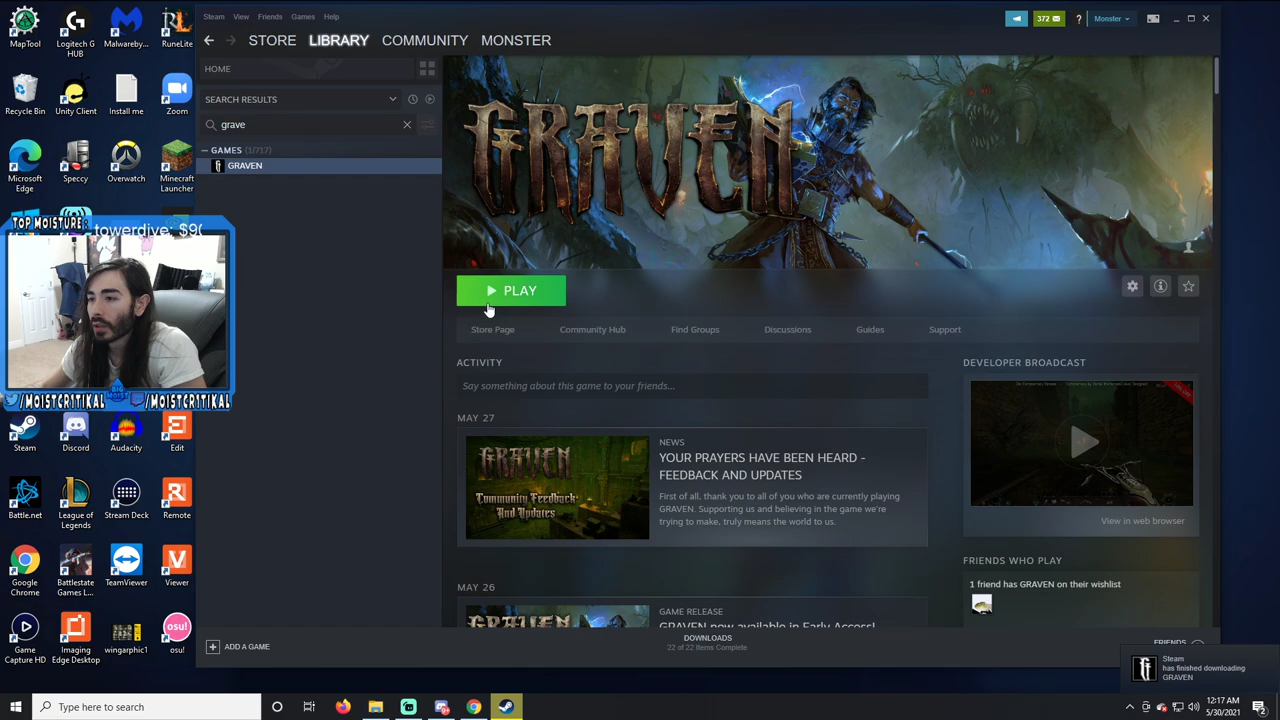 Steam View Friends Games Help
372
?
Monster
STORE LIBRARY COMMUNITY MONSTER
HOME
SEARCH RESULTS
grave
GAMES (1/717)
GRAVEN
GRAVEN
PLAY
Store Page Community Hub Find Groups Discussions Guides Support
ACTIVITY
Say something about this game to your friends...
MAY 27
GRAVEN
Community Feedback
And Updates
NEWS
YOUR PRAYERS HAVE BEEN HEARD -
FEEDBACK AND UPDATES
First of all, thank you to all of you who are currently playing
GRAVEN. Supporting us and believing in the game we're
trying to make, truly means the world to us.
MAY 26
GAME RELEASE
GRAVEN now available in Early Access!
DEVELOPER BROADCAST
View in web browser
FRIENDS WHO PLAY
1 friend has GRAVEN on their wishlist
ADD A GAME
DOWNLOADS
22 of 22 Items Complete
FRIENDS
Steam
has finished downloading
GRAVEN
MapTool
Logitech G
HUB
Malwareby...
RuneLite
Recycle Bin
Unity Client
Install me
Zoom
Microsoft
Edge
Speccy
Overwatch
Minecraft
Launcher
TOP MOISTURER
towerdive: $90
BIG
MOIST
/MOISTCR1TIKAL
/MOISTCR1TIKAL
Steam
Discord
Audacity
Edit
Battle.net
League of
Legends
Stream Deck
Remote
Google
Chrome
Battlestate
Games L...
TeamViewer
Viewer
Game
Capture HD
Imaging
Edge Desktop
wingarphic1
osu!
osu!
Type here to search
12:17 AM
5/30/2021
2